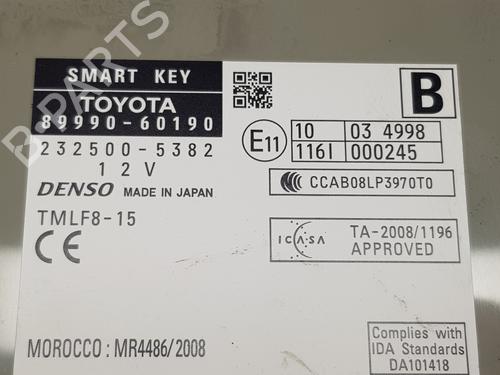 SMART KEY
TOYOTA
89990-60190
232500-5382
12V
DENSO MADE IN JAPAN
TMLF8-15
CE
MOROCCO : MR4486/2008
B
E11
10 03 4998
116I 000245
CCAB08LP3970T0
ICASA
TA-2008/1196
APPROVED
Complies with
IDA Standards
DA101418
B-PARTS